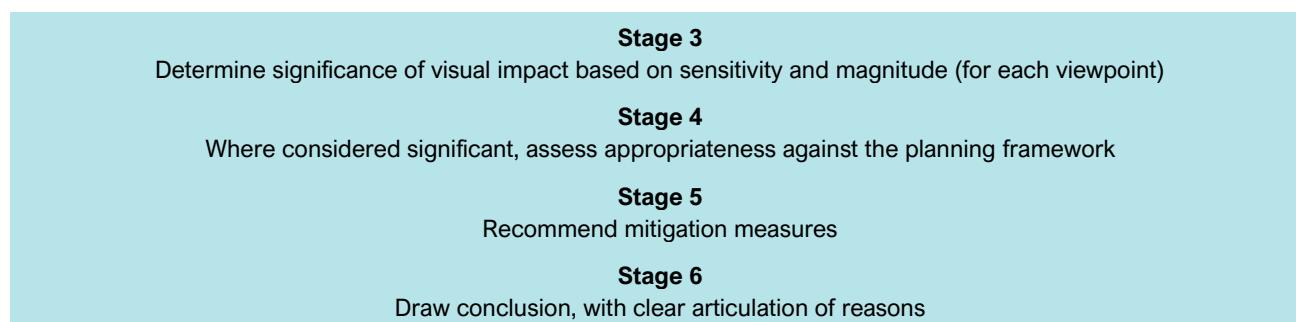 Stage 3
Determine significance of visual impact based on sensitivity and magnitude (for each viewpoint)
Stage 4
Where considered significant, assess appropriateness against the planning framework
Stage 5
Recommend mitigation measures
Stage 6
Draw conclusion, with clear articulation of reasons